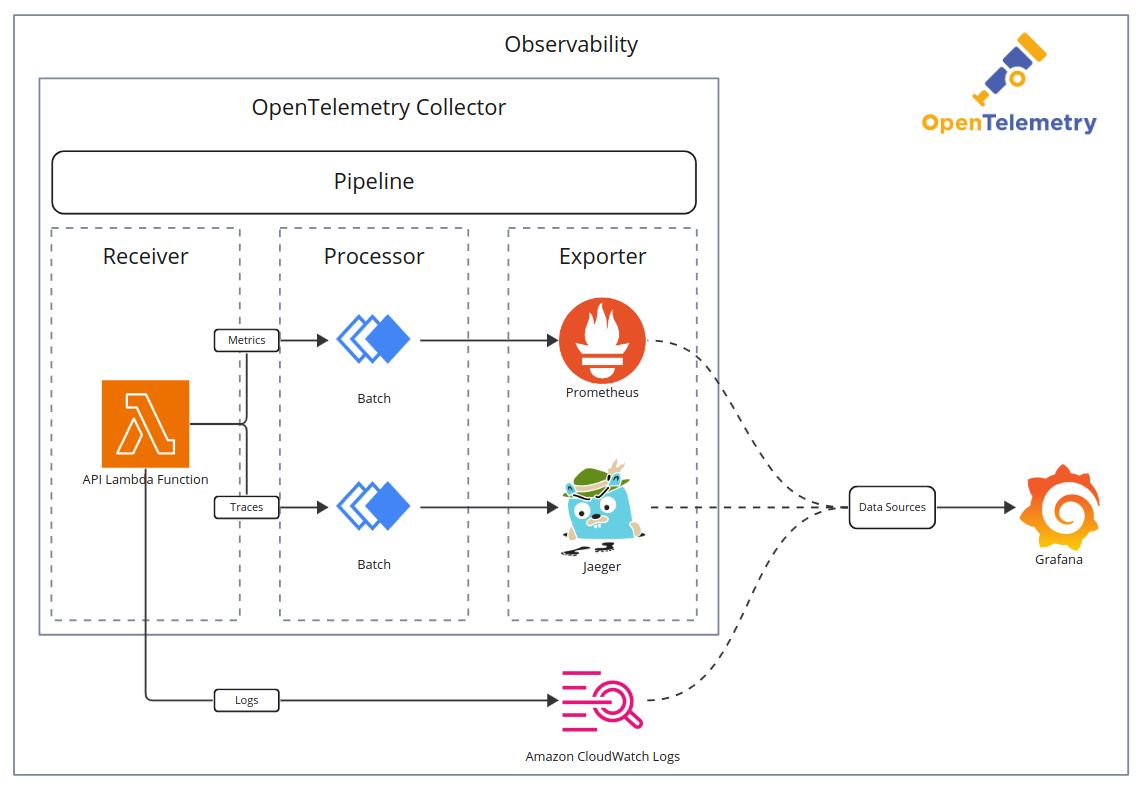 Observability
OpenTelemetry
OpenTelemetry Collector
Pipeline
Receiver
Processor
Exporter
Metrics
Batch
Prometheus
API Lambda Function
Traces
Batch
Jaeger
Data Sources
Grafana
Logs
Amazon CloudWatch Logs